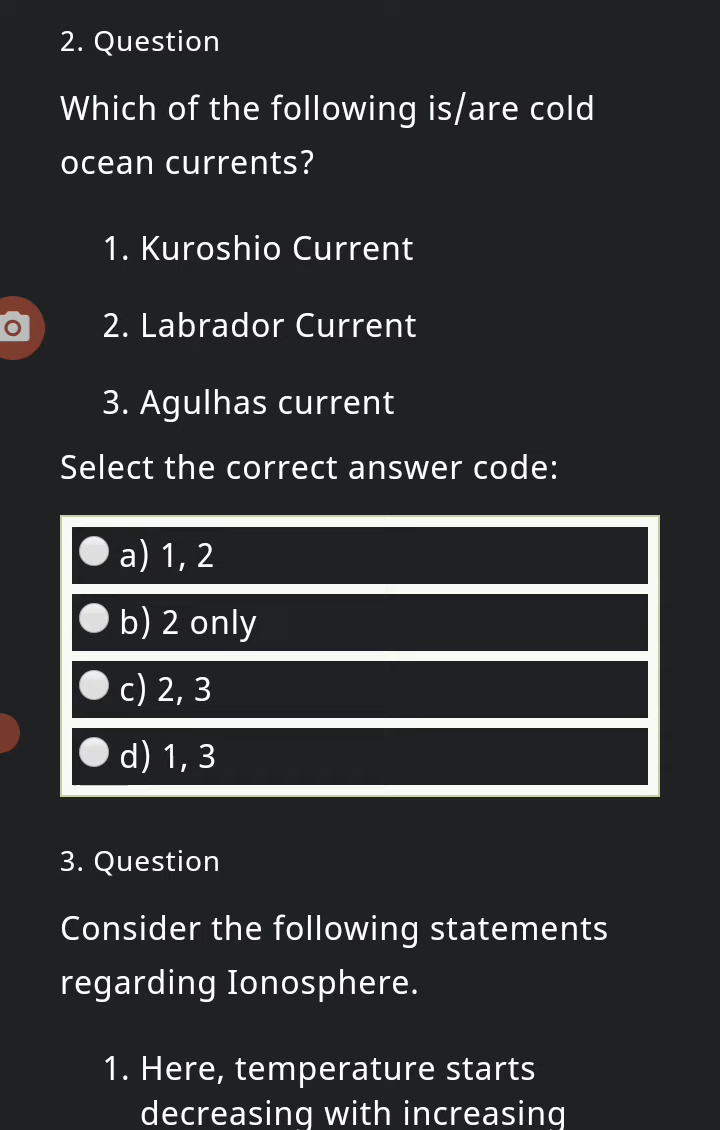 2. Question
Which of the following is/are cold
ocean currents?
1. Kuroshio Current
2. Labrador Current
3. Agulhas current
Select the correct answer code:
a) 1, 2
b) 2 only
c) 2, 3
d) 1, 3
3. Question
Consider the following statements
regarding Ionosphere.
1. Here, temperature starts
decreasing with increasing